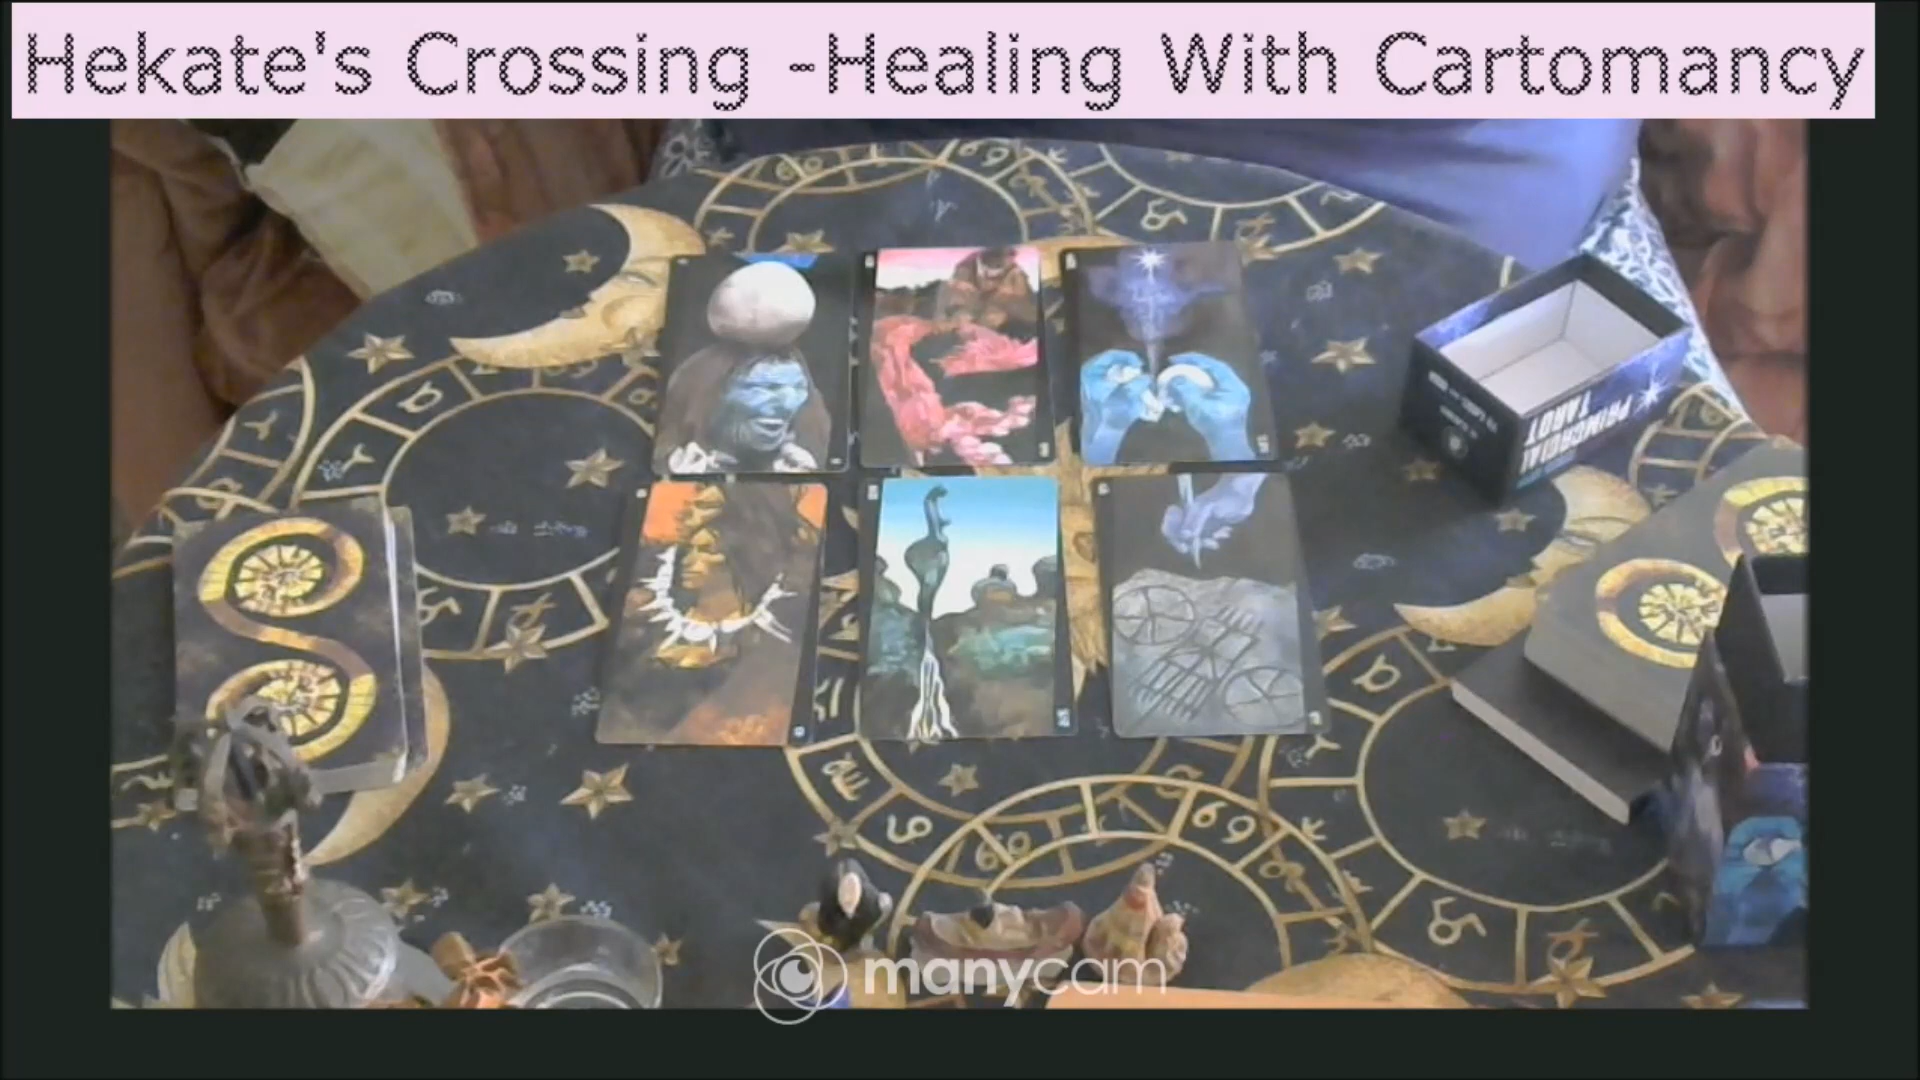 Hekate's Crossing -Healing With Cartomancy
PRIMORDIAL
TAROT
manycam